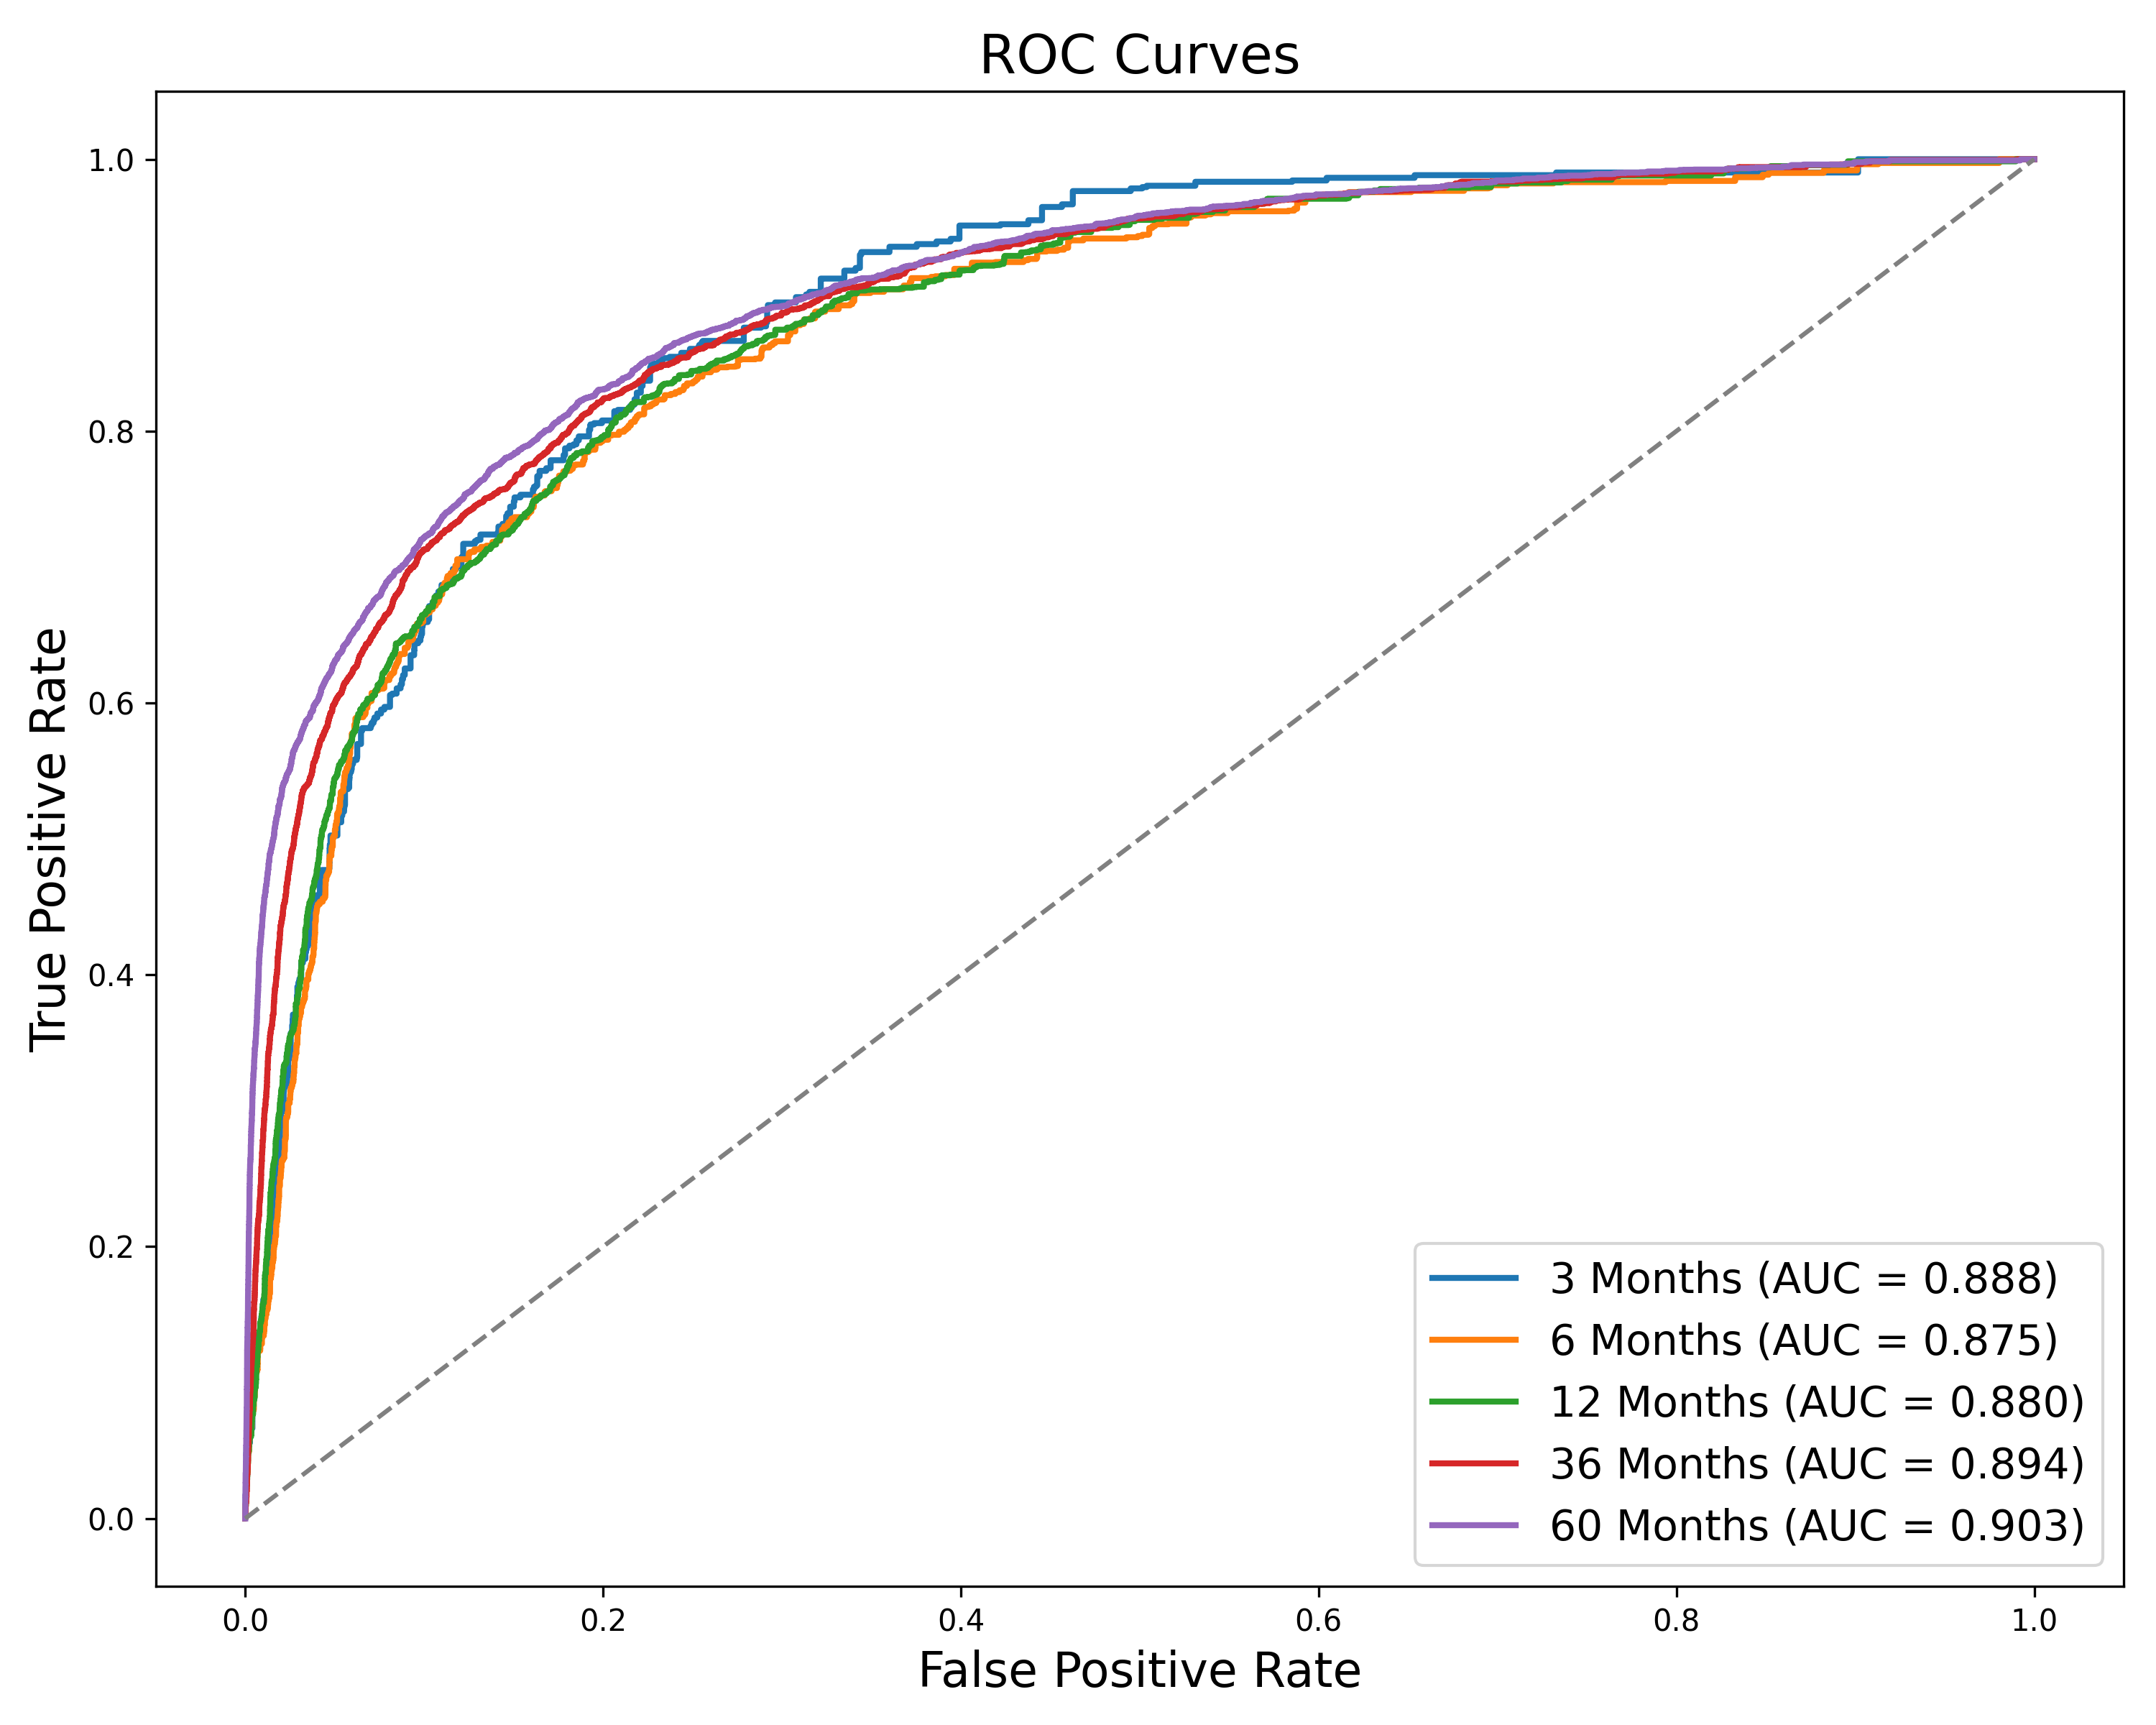 ROC Curves
True Positive Rate
1.0
0.8
0.6
0.4
0.2
0.0
0.0 0.2 0.4 0.6 0.8 1.0
False Positive Rate
3 Months (AUC = 0.888)
6 Months (AUC = 0.875)
12 Months (AUC = 0.880)
36 Months (AUC = 0.894)
60 Months (AUC = 0.903)